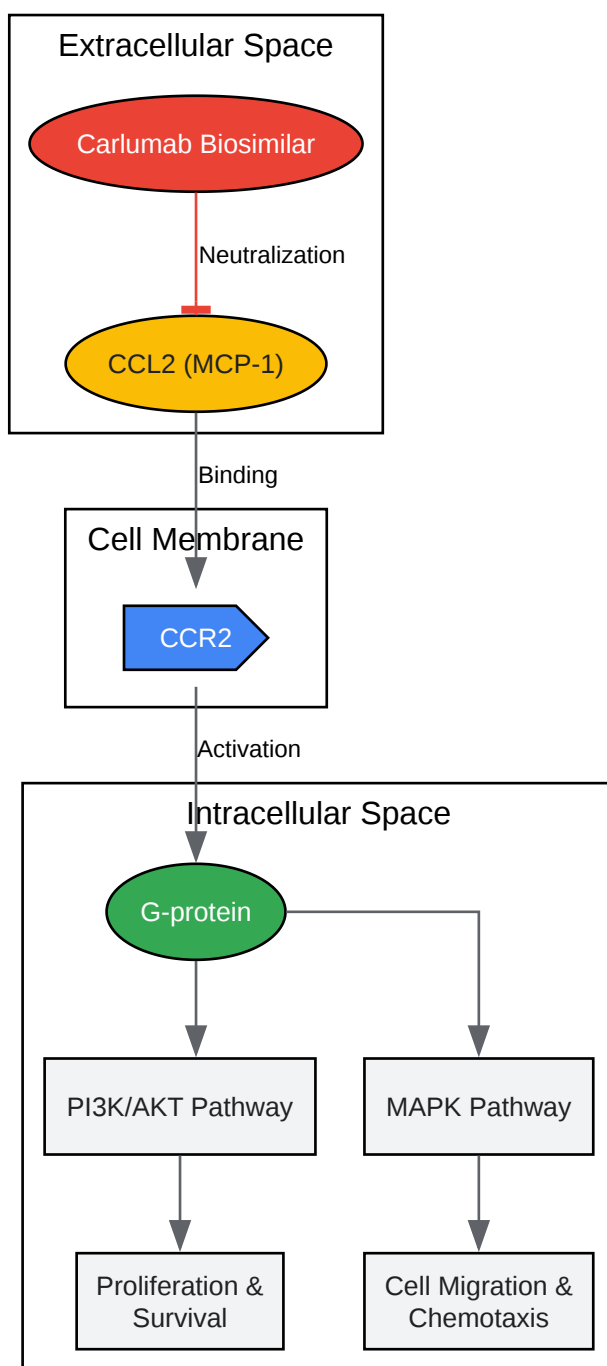 Extracellular Space
Carlumab Biosimilar
Neutralization
CCL2 (MCP-1)
Binding
Cell Membrane
CCR2
Activation
Intracellular Space
G-protein
PI3K/AKT Pathway
MAPK Pathway
Proliferation &
Survival
Cell Migration &
Chemotaxis